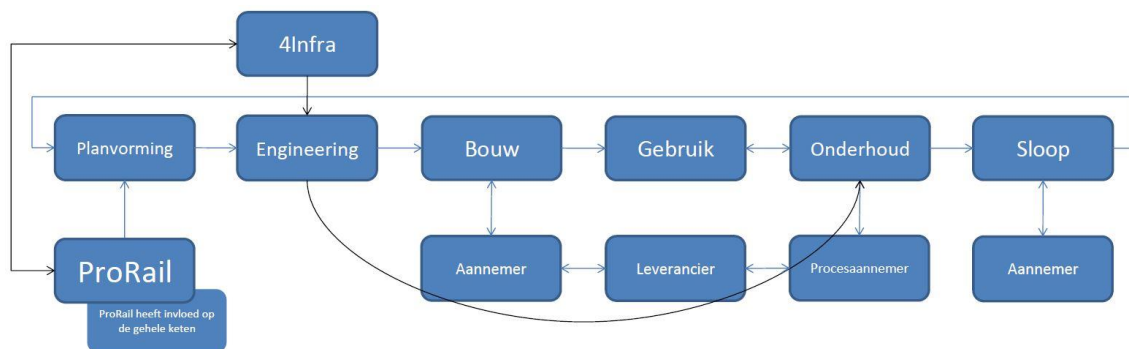 4Infra
Planvorming
Engineering
Bouw
Gebruik
Onderhoud
Sloop
ProRail
ProRail heeft invloed op
de gehele keten
Aannemer
Leverancier
Procesaannemer
Aannemer